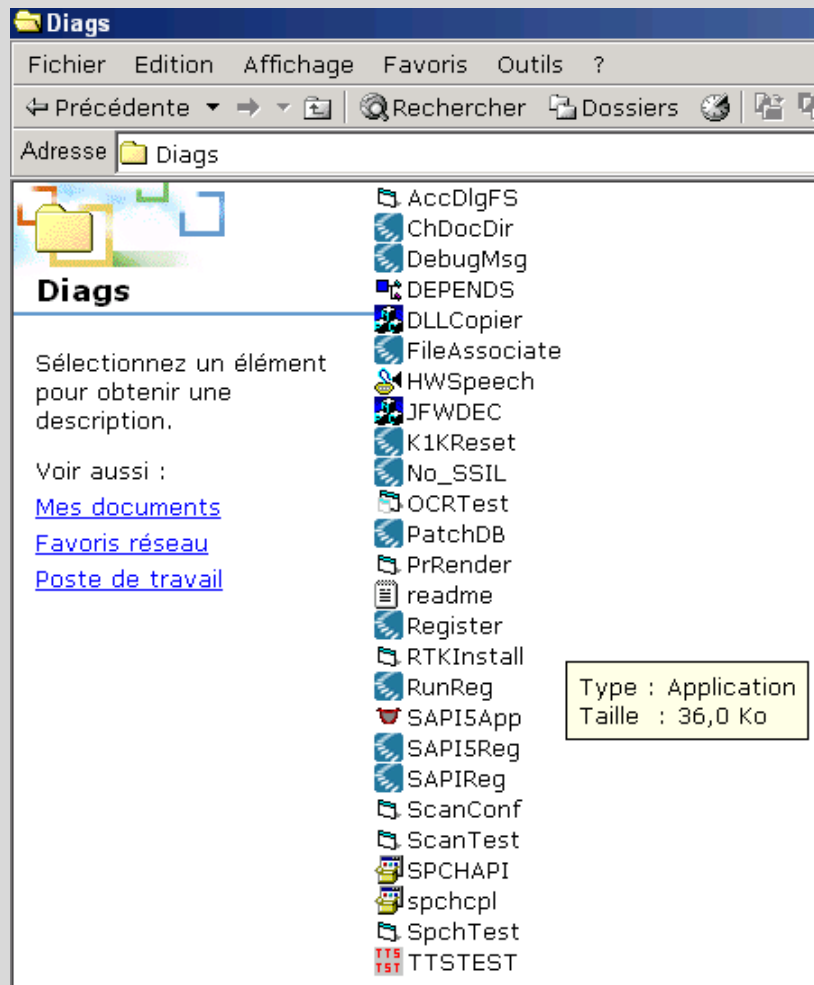 Diags
Fichier Edition Affichage Favoris Outils ?
Précédente Rechercher Dossiers
Adresse Diags
Diags
Sélectionnez un élément
pour obtenir une
description.
Voir aussi :
Mes documents
Favoris réseau
Poste de travail
AccDlgFS
ChDocDir
DebugMsg
DEPENDS
DLLCopier
FileAssociate
HWSpeech
JFWDEC
K1KReset
No_SSIL
OCRTest
PatchDB
PrRender
readme
Register
RTKInstall
RunReg
SAPI5App
SAPI5Reg
SAPIReg
ScanConf
ScanTest
SPCHAPI
spchcpl
SpchTest
TTS
TST
TTSTEST
Type : Application
Taille : 36,0 Ko